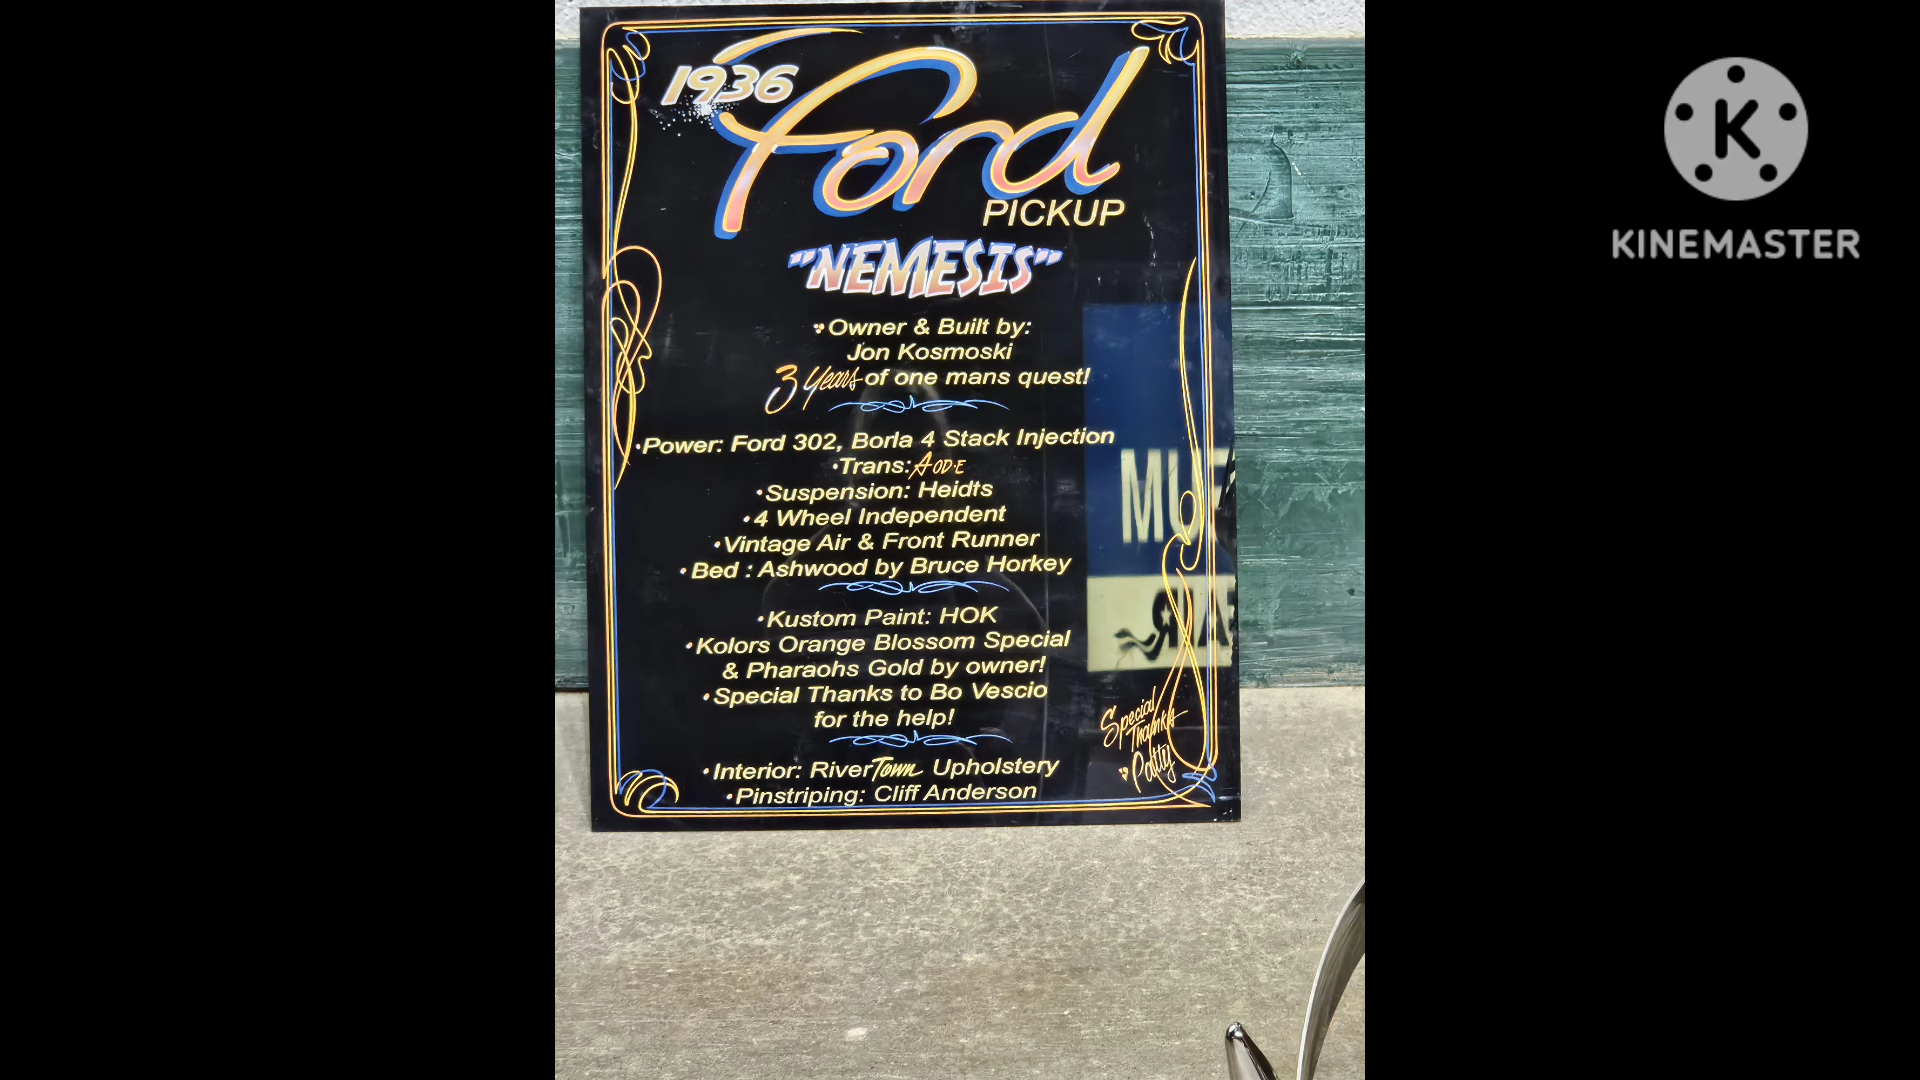 1936
Ford
PICKUP
"NEMESIS"
Owner & Built by:
Jon Kosmoski
3 Years of one mans quest!
•Power: Ford 302, Borla 4 Stack Injection
•Trans: AOD-E
•Suspension: Heidts
•4 Wheel Independent
•Vintage Air & Front Runner
•Bed : Ashwood by Bruce Horkey
•Kustom Paint: HOK
•Kolors Orange Blossom Special
& Pharaohs Gold by owner!
•Special Thanks to Bo Vescio
for the help!
•Interior: RiverTown Upholstery
•Pinstriping: Cliff Anderson
Special
Thanks
Patty
K
KINEMASTER